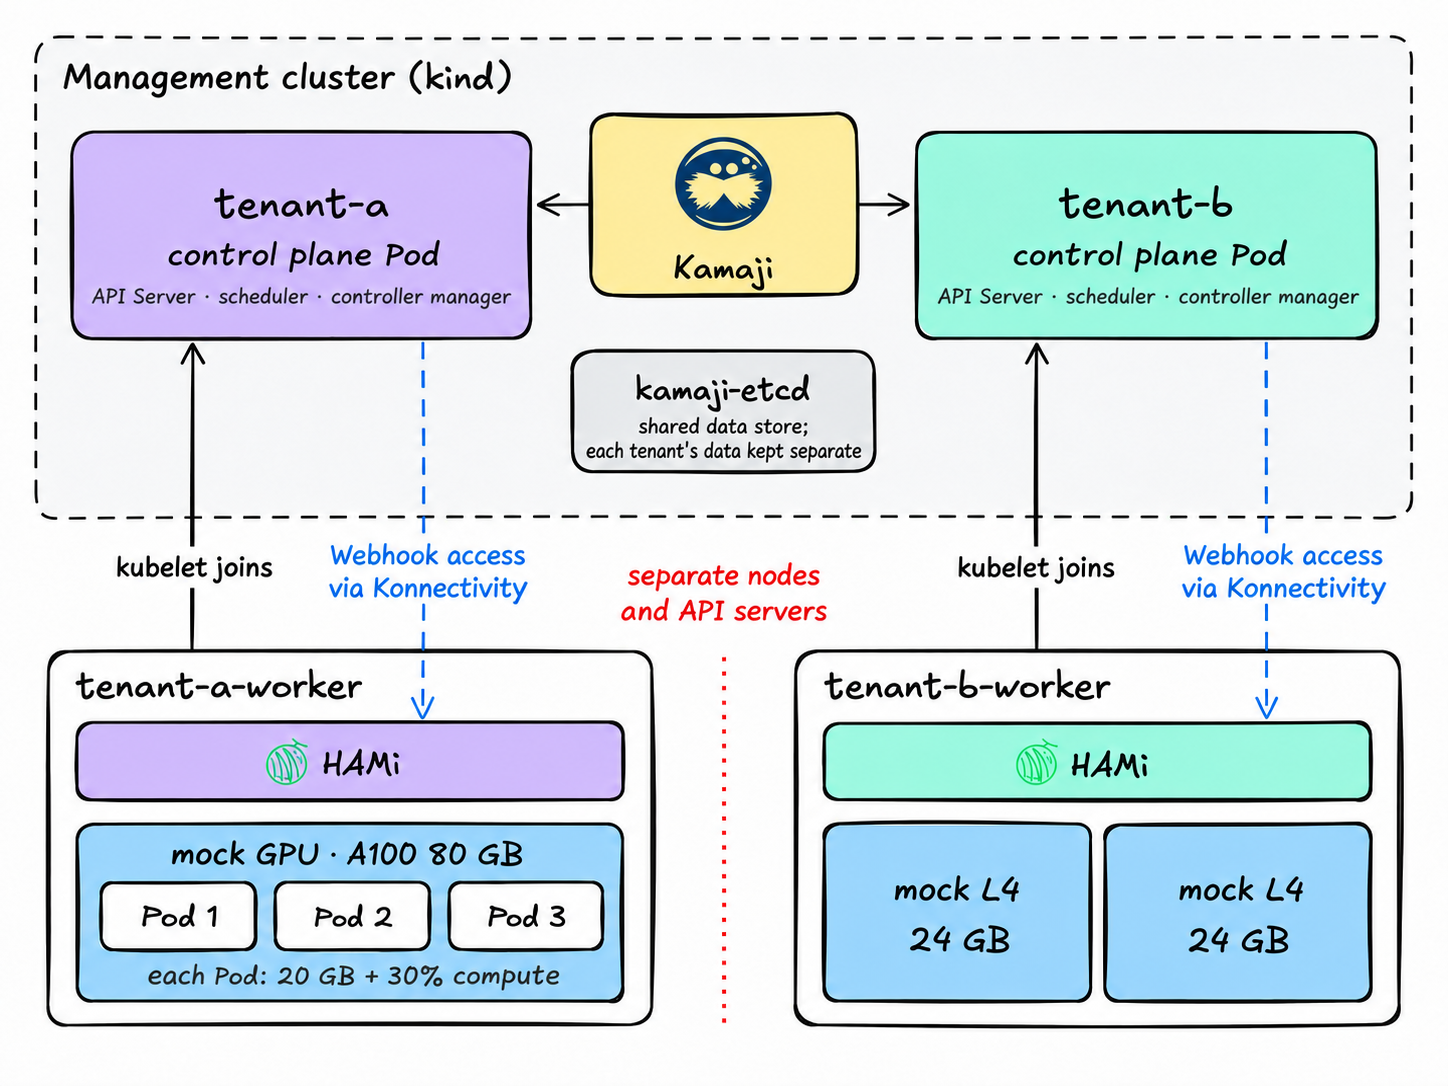 Management cluster (kind)
tenant-a
control plane Pod
API Server · scheduler · controller manager
Kamaji
tenant-b
control plane Pod
API Server · scheduler · controller manager
kamaji-etcd
shared data store;
each tenant's data kept separate
kubelet joins
Webhook access
via Konnectivity
separate nodes
and API servers
kubelet joins
Webhook access
via Konnectivity
tenant-a-worker
HAMi
mock GPU · A100 80 GB
Pod 1
Pod 2
Pod 3
each Pod: 20 GB + 30% compute
tenant-b-worker
HAMi
mock L4
24 GB
mock L4
24 GB